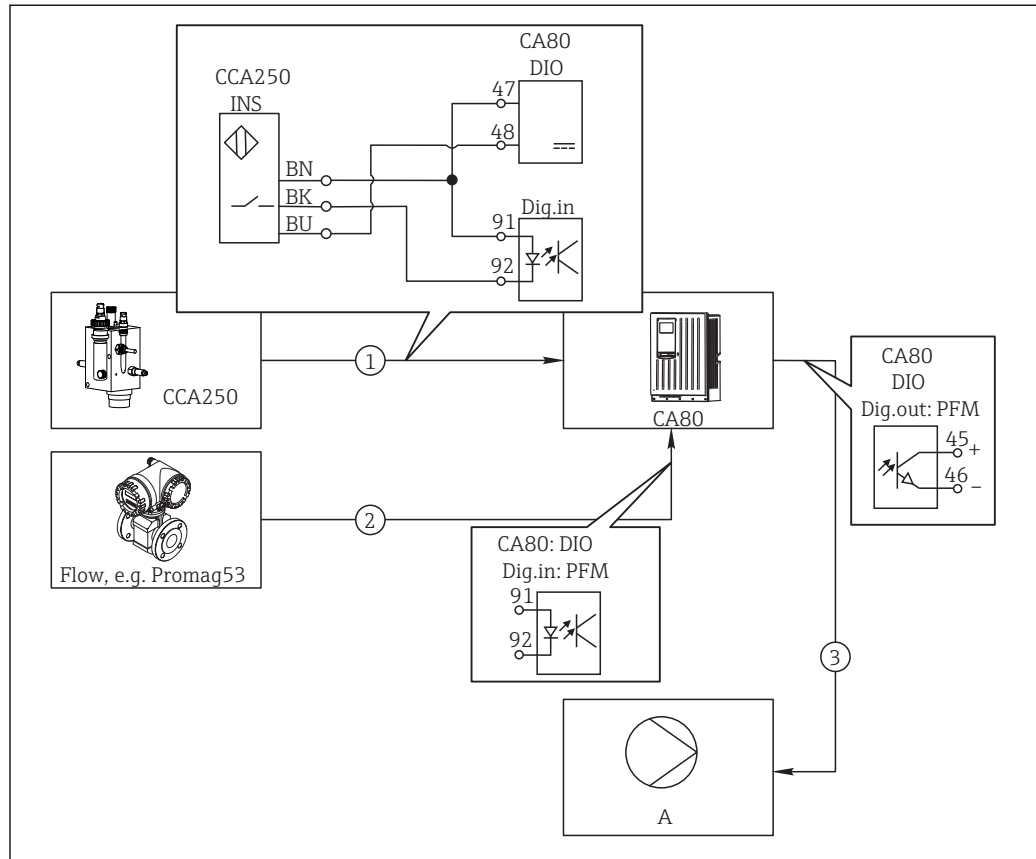 CA80
DIO
CCA250
INS
47
48
BN
BK
BU
Dig.in
91
92
CCA250
1
CA80
CA80
DIO
Dig.out: PFM
45 +
46 –
Flow, e.g. Promag53
2
CA80: DIO
Dig.in: PFM
91
92
3
A